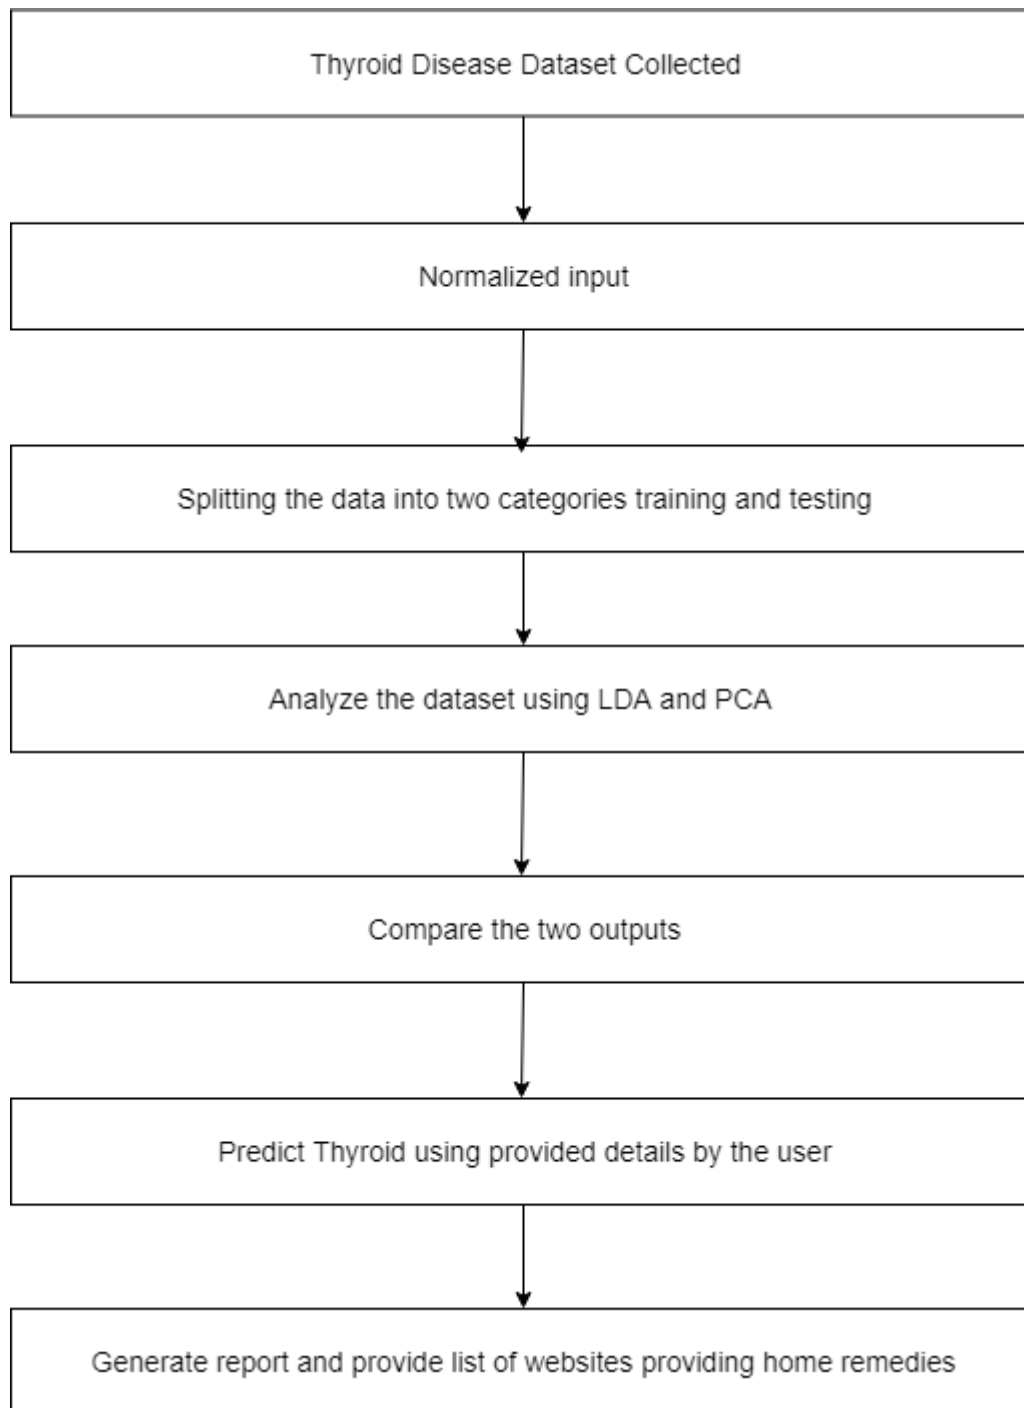 Thyroid Disease Dataset Collected
Normalized input
Splitting the data into two categories training and testing
Analyze the dataset using LDA and PCA
Compare the two outputs
Predict Thyroid using provided details by the user
Generate report and provide list of websites providing home remedies